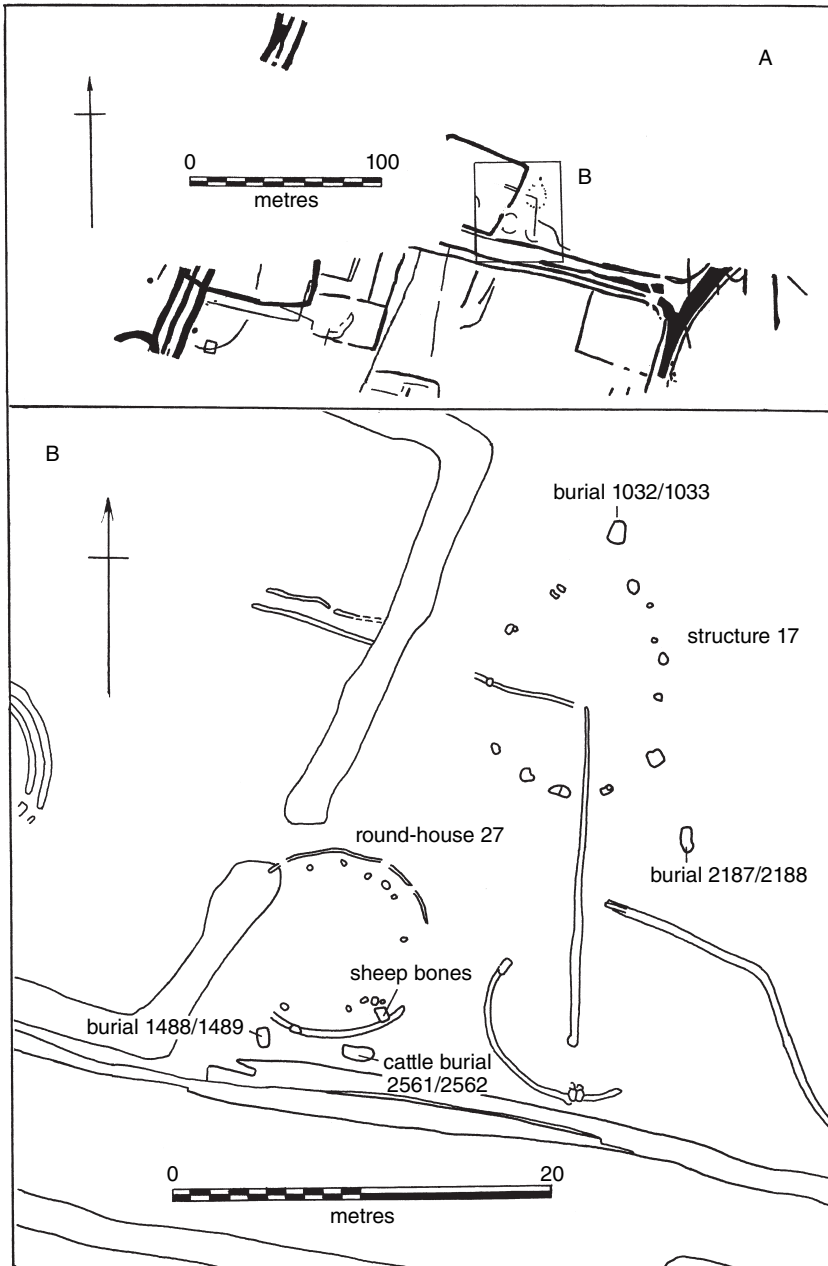 A
0 100
metres
B
B
burial 1032/1033
structure 17
round-house 27
burial 2187/2188
sheep bones
burial 1488/1489
cattle burial
2561/2562
0 20
metres